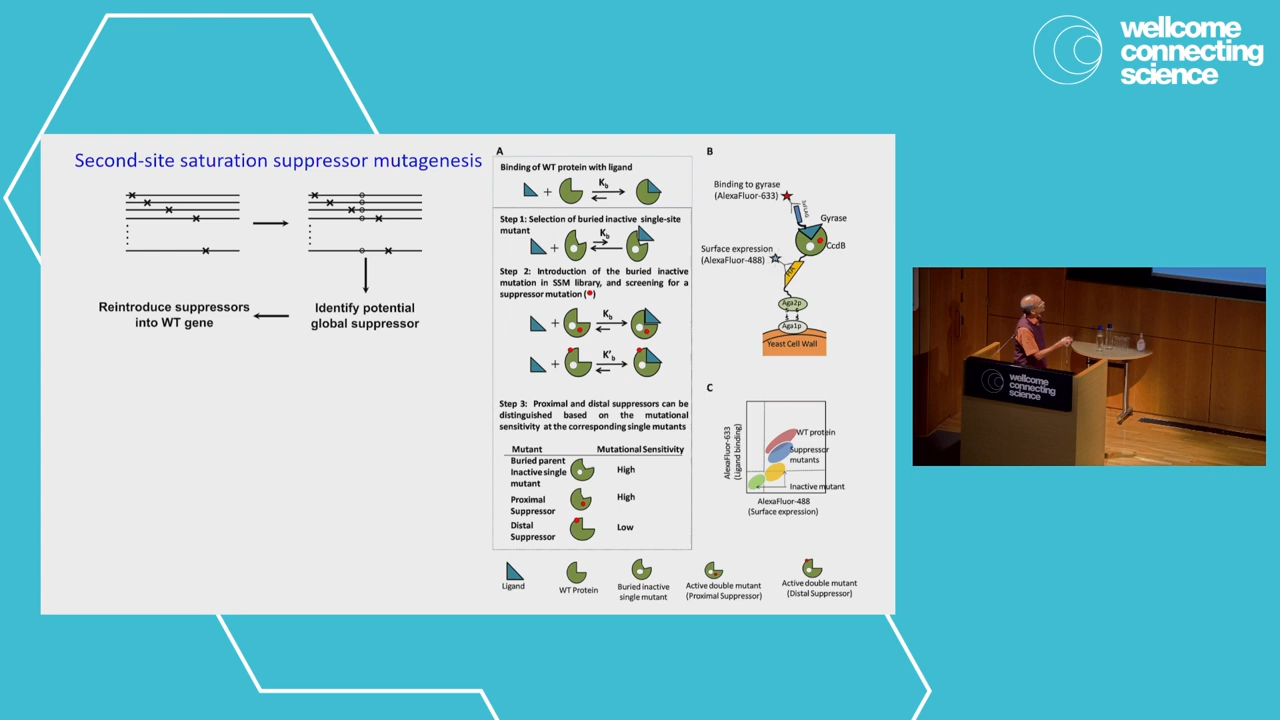 wellcome
connecting
science
Second-site saturation suppressor mutagenesis
Reintroduce suppressors
into WT gene
Identify potential
global suppressor
A
Binding of WT protein with ligand
+
Kb
Step 1: Selection of buried inactive single-site
mutant
+
Kb
Step 2: Introduction of the buried inactive
mutation in SSM library, and screening for a
suppressor mutation ( )
+
Kb
+
K'b
Step 3: Proximal and distal suppressors can be
distinguished based on the mutational
sensitivity at the corresponding single mutants
Mutant Mutational Sensitivity
Buried parent
Inactive single
mutant
High
Proximal
Suppressor
High
Distal
Suppressor
Low
B
Binding to gyrase
(AlexaFluor-633)
Gyrase
CcdB
Surface expression
(AlexaFluor-488)
HA
Aga2p
S S
S S
Aga1p
Yeast Cell Wall
C
AlexaFluor-633
(Ligand binding)
WT protein
Suppressor
mutants
Inactive mutant
AlexaFluor-488
(Surface expression)
Ligand
WT Protein
Buried inactive
single mutant
Active double mutant
(Proximal Suppressor)
Active double mutant
(Distal Suppressor)
wellcome
connecting
science